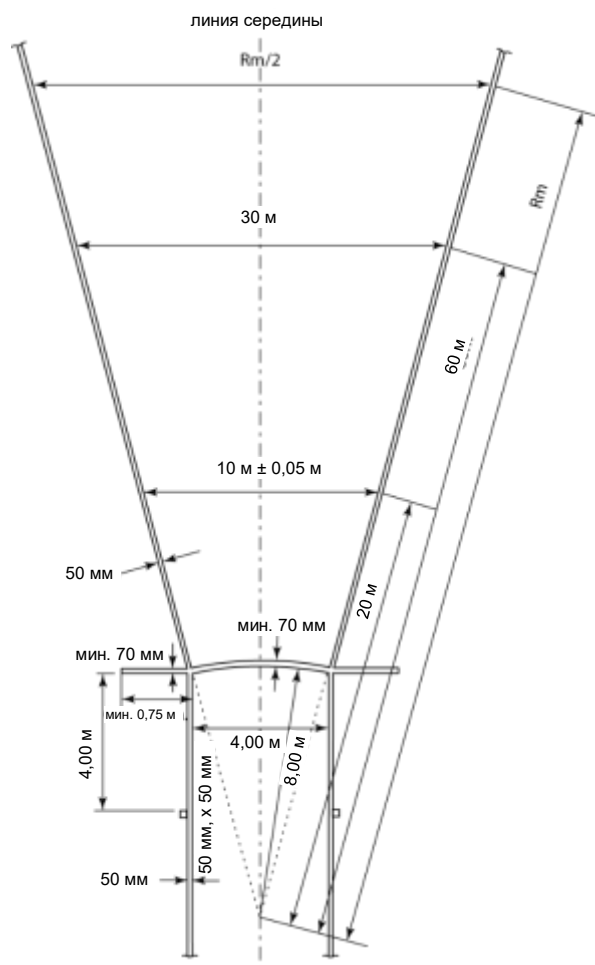 линия середины
Rm/2
Rm
30 м
60 м
10 м ± 0,05 м
20 м
50 мм
мин. 70 мм
мин. 70 мм
мин. 0,75 м
4,00 м
4,00 м
8,00 м
50 мм, х 50 мм
50 мм